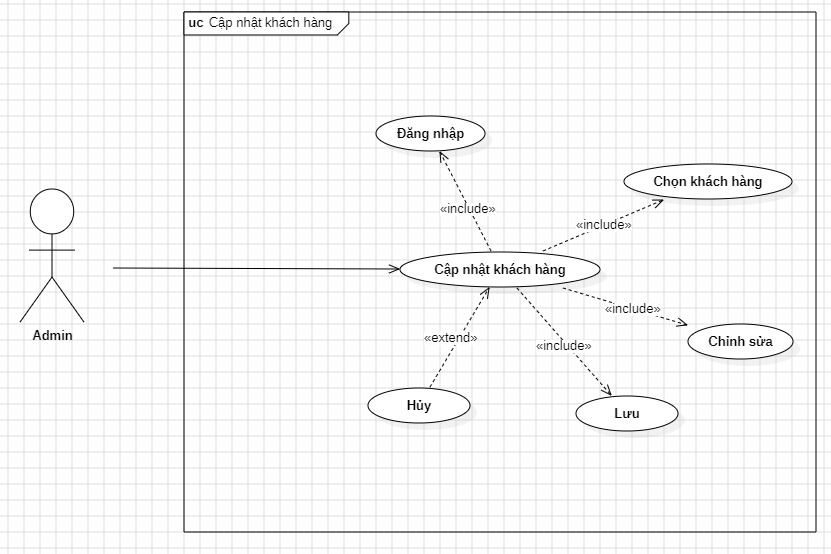 uc Cập nhật khách hàng
Đăng nhập
Chọn khách hàng
«include»
«include»
Cập nhật khách hàng
«include»
Admin
«extend»
«include»
Chỉnh sửa
Hủy
Lưu